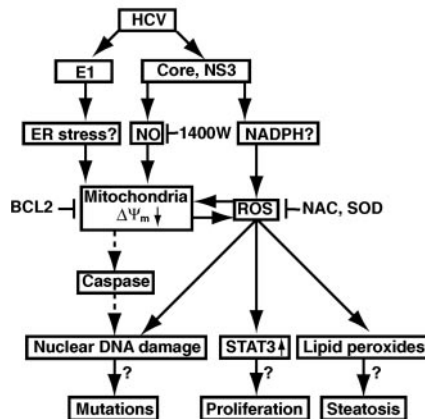 HCV
E1
Core, NS3
ER stress?
NO
1400W
NADPH?
BCL2
Mitochondria
ΔΨm
ROS
NAC, SOD
Caspase
Nuclear DNA damage
STAT3
Lipid peroxides
?
?
?
Mutations
Proliferation
Steatosis